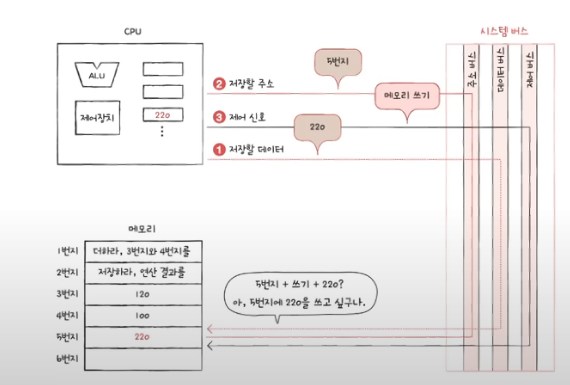 CPU
시스템 버스
ALU
제어장치
220
5번지
2 저장할 주소
메모리 쓰기
3 제어 신호
220
1 저장할 데이터
주소 버스
데이터 버스
제어 버스
메모리
1번지 더하라, 3번지와 4번지를
2번지 저장하라, 연산 결과를
3번지 120
4번지 100
5번지 220
6번지
5번지 + 쓰기 + 220?
아, 5번지에 220을 쓰고 싶구나.